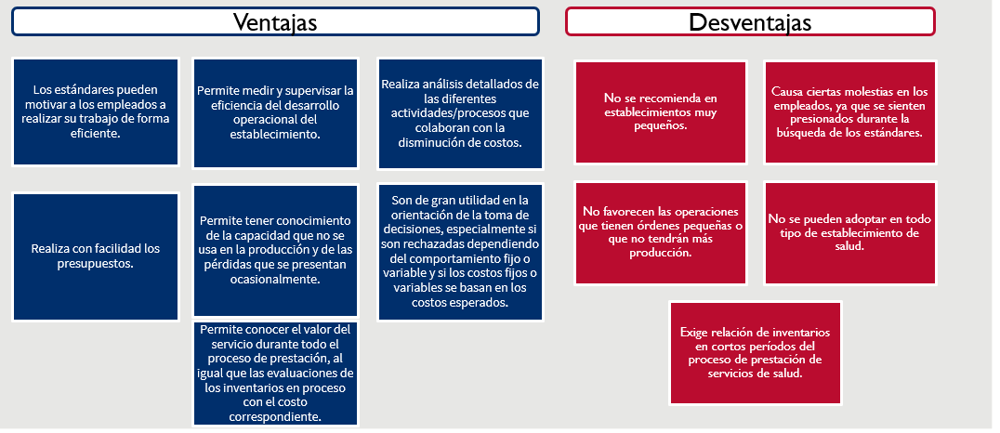 Ventajas
Desventajas
Los estándares pueden
motivar a los empleados a
realizar su trabajo de forma
eficiente.
Permite medir y supervisar la
eficiencia del desarrollo
operacional del
establecimiento.
Realiza análisis detallados de
las diferentes
actividades/procesos que
colaboran con la
disminución de costos.
Realiza con facilidad los
presupuestos.
Permite tener conocimiento
de la capacidad que no se
usa en la producción y de las
pérdidas que se presentan
ocasionalmente.
Son de gran utilidad en la
orientación de la toma de
decisiones, especialmente si
son rechazadas dependiendo
del comportamiento fijo o
variable y si los costos fijos o
variables se basan en los
costos esperados.
Permite conocer el valor del
servicio durante todo el
proceso de prestación, al
igual que las evaluaciones de
los inventarios en proceso
con el costo
correspondiente.
No se recomienda en
establecimientos muy
pequeños.
Causa ciertas molestias en los
empleados, ya que se sienten
presionados durante la
búsqueda de los estándares.
No favorecen las operaciones
que tienen órdenes pequeñas o
que no tendrán más
producción.
No se pueden adoptar en todo
tipo de establecimiento de
salud.
Exige relación de inventarios
en cortos períodos del
proceso de prestación de
servicios de salud.